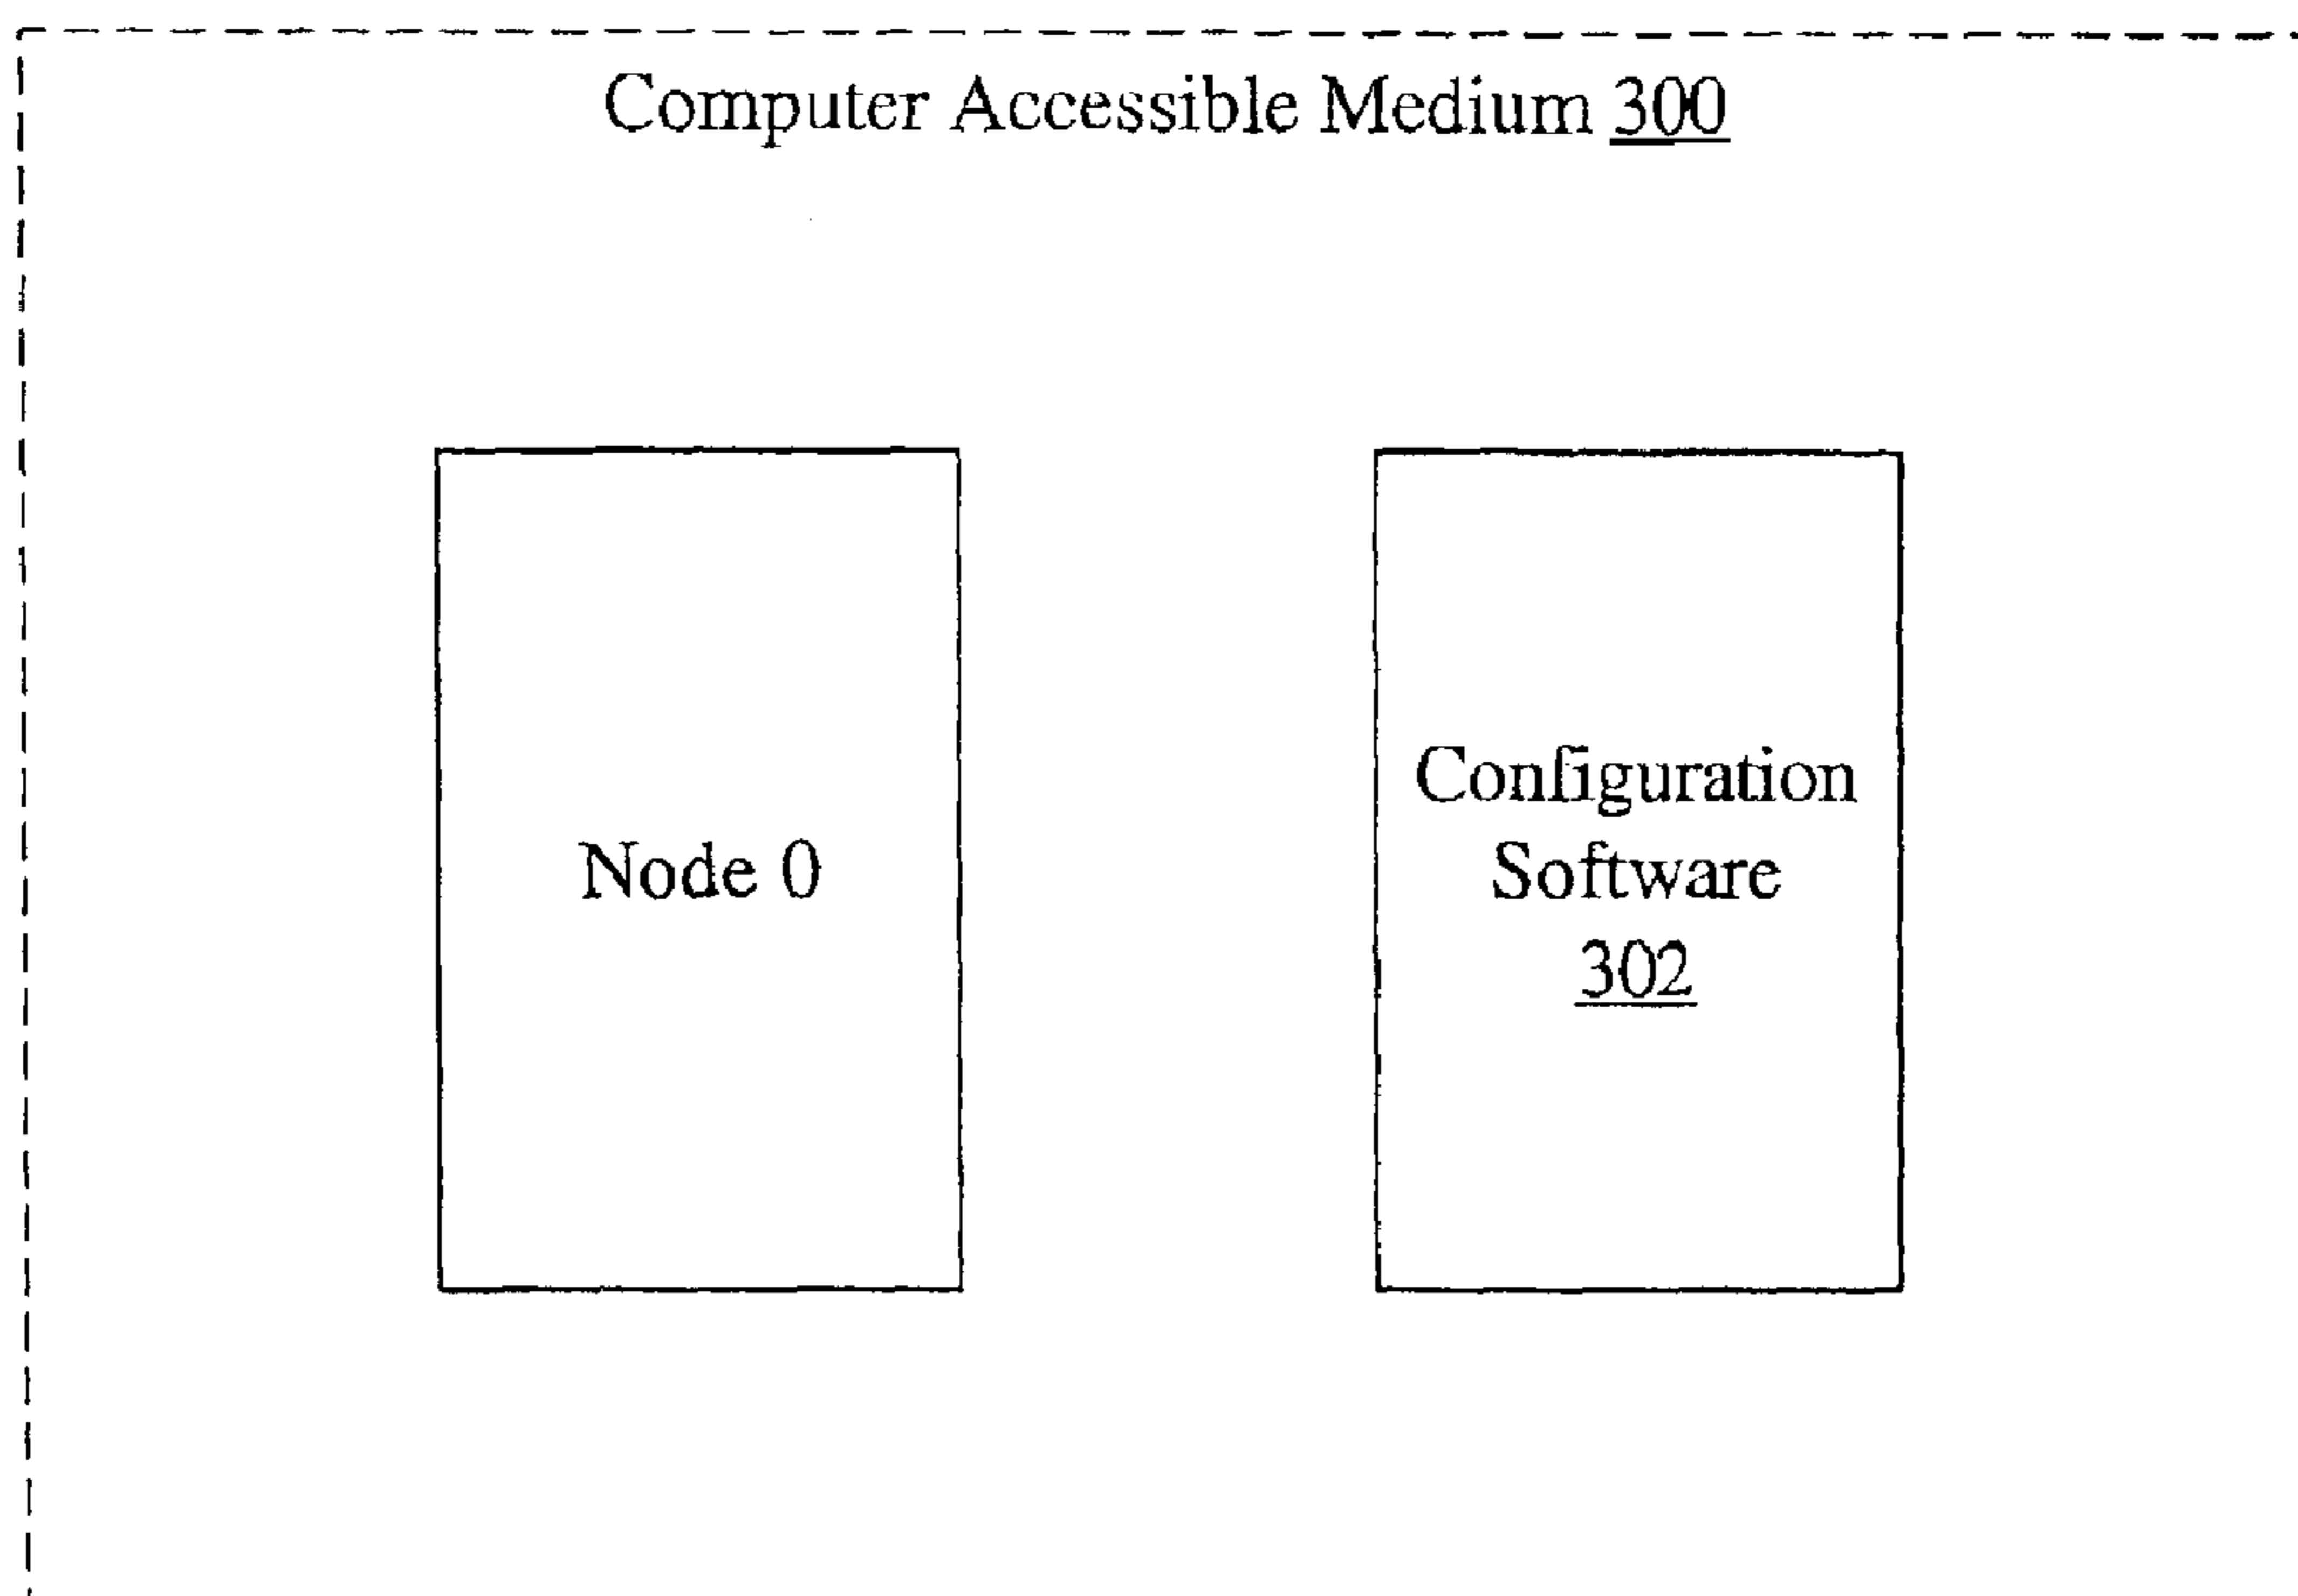 Computer Accessible Medium 300
Node 0
Configuration
Software
302